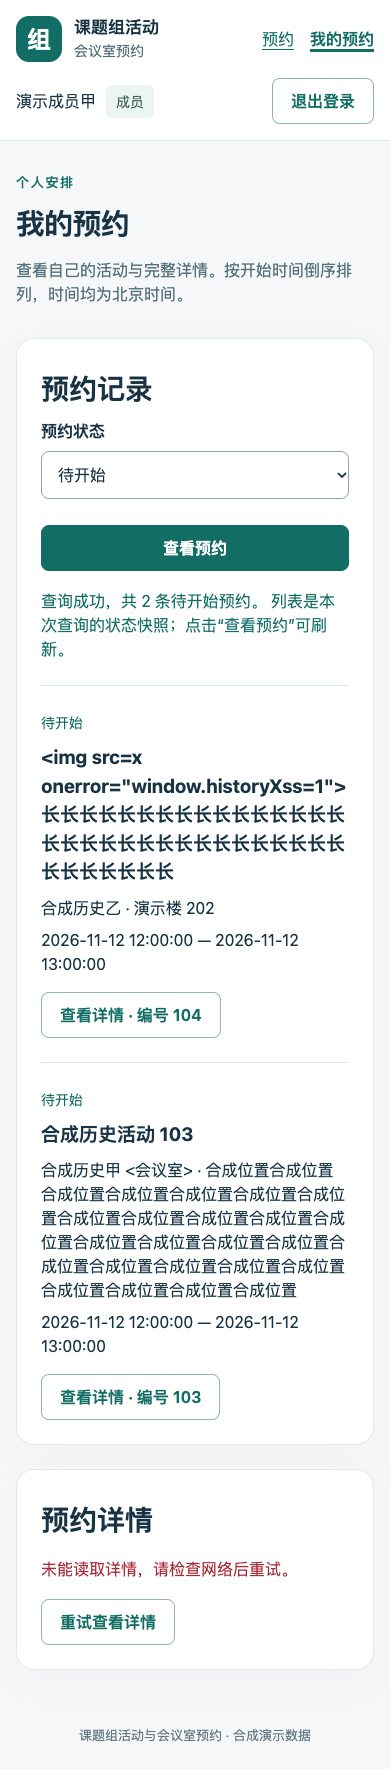 组
课题组活动
会议室预约
预约
我的预约
演示成员甲
成员
退出登录
个人安排
我的预约
查看自己的活动与完整详情。按开始时间倒序排
列，时间均为北京时间。
预约记录
预约状态
待开始
查看预约
查询成功，共 2 条待开始预约。 列表是本
次查询的状态快照；点击“查看预约”可刷
新。
待开始
<img src=x
onerror="window.historyXss=1">
长长长长长长长长长长长长长长长长
长长长长长长长长长长长长长长长长
长长长长长长长
合成历史乙 · 演示楼 202
2026-11-12 12:00:00 — 2026-11-12
13:00:00
查看详情 · 编号 104
待开始
合成历史活动 103
合成历史甲 <会议室> · 合成位置合成位置
合成位置合成位置合成位置合成位置合成位
置合成位置合成位置合成位置合成位置合成
位置合成位置合成位置合成位置合成位置合
成位置合成位置合成位置合成位置合成位置
合成位置合成位置合成位置合成位置
2026-11-12 12:00:00 — 2026-11-12
13:00:00
查看详情 · 编号 103
预约详情
未能读取详情，请检查网络后重试。
重试查看详情
课题组活动与会议室预约 · 合成演示数据